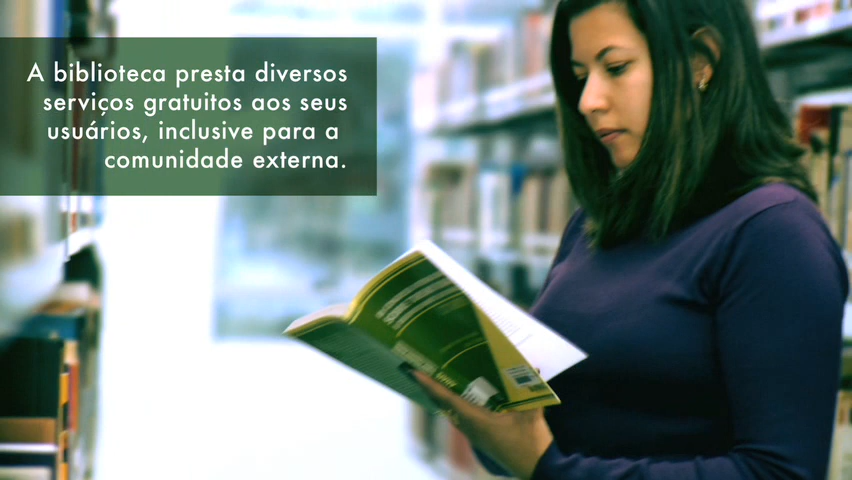 A biblioteca presta diversos
serviços gratuitos aos seus
usuários, inclusive para a
comunidade externa.